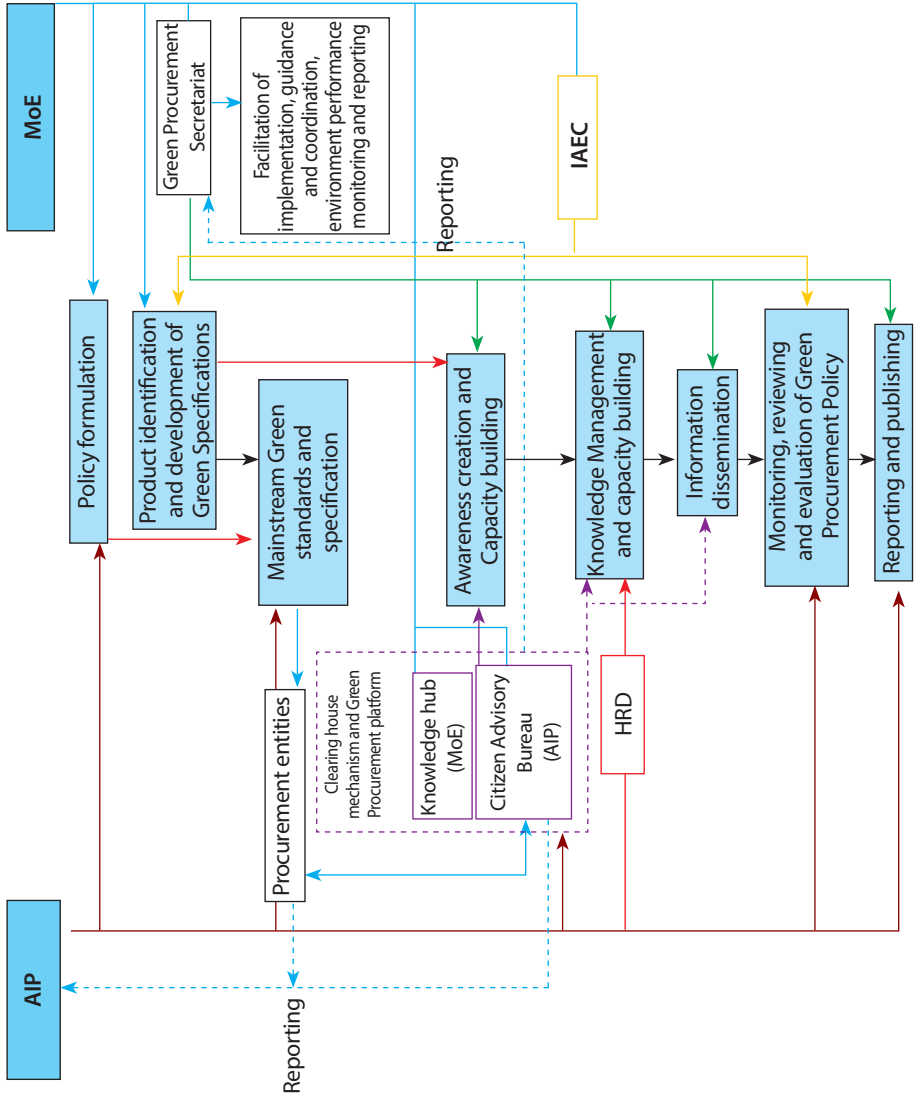 AIP
MoE
Policy formulation
Green Procurement
Secretariat
Product identification
and development of
Green Specifications
Facilitation of
implementation, guidance
and coordination,
environment performance
monitoring and reporting
Mainstream Green
standards and
specification
Procurement entities
Reporting
Reporting
Clearing house
mechanism and Green
Procurement platform
Knowledge hub
(MoE)
Citizen Advisory
Bureau
(AIP)
Awareness creation and
Capacity building
IAEC
HRD
Knowledge Management
and capacity building
Information
dissemination
Monitoring, reviewing
and evaluation of Green
Procurement Policy
Reporting and publishing